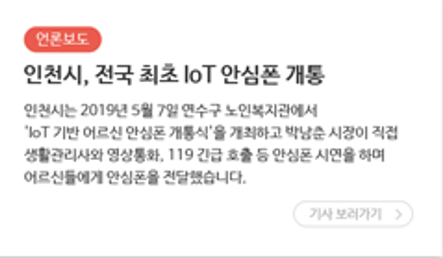 언론보도
인천시, 전국 최초 IoT 안심폰 개통
인천시는 2019년 5월 7일 연수구 노인복지관에서
'IoT 기반 어르신 안심폰 개통식'을 개최하고 박남춘 시장이 직접
생활관리사와 영상통화, 119 긴급 호출 등 안심폰 시연을 하며
어르신들에게 안심폰을 전달했습니다.
기사 보러가기 >